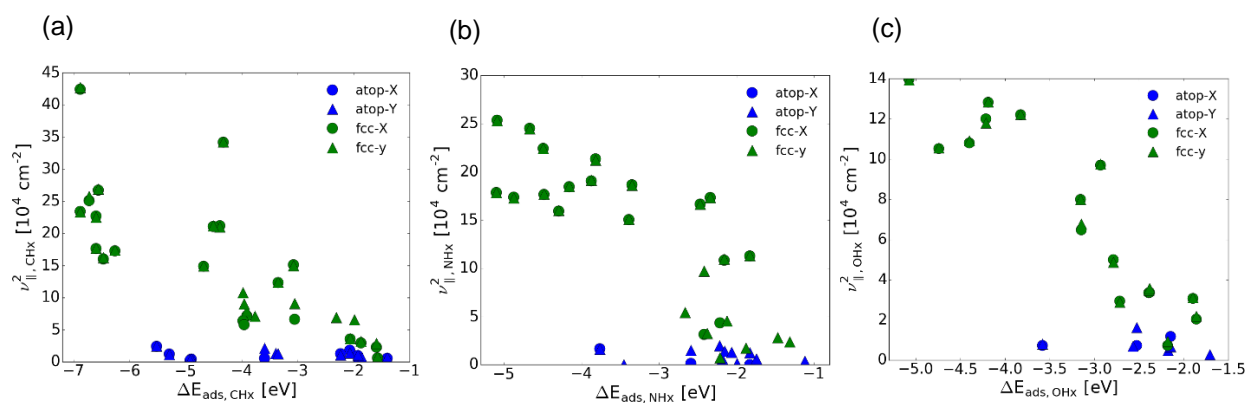 (a)
45
40
35
30
25
20
15
10
5
0
−7
−6
−5
−4
−3
−2
−1
ν²∥, CHx [10⁴ cm⁻²]
ΔE_ads, CHx [eV]
atop-X
atop-Y
fcc-X
fcc-y
(b)
30
25
20
15
10
5
0
−5
−4
−3
−2
−1
ν²∥, NHx [10⁴ cm⁻²]
ΔE_ads, NHx [eV]
atop-X
atop-Y
fcc-X
fcc-y
(c)
14
12
10
8
6
4
2
0
−5.0
−4.5
−4.0
−3.5
−3.0
−2.5
−2.0
−1.5
ν²∥, OHx [10⁴ cm⁻²]
ΔE_ads, OHx [eV]
atop-X
atop-Y
fcc-X
fcc-y